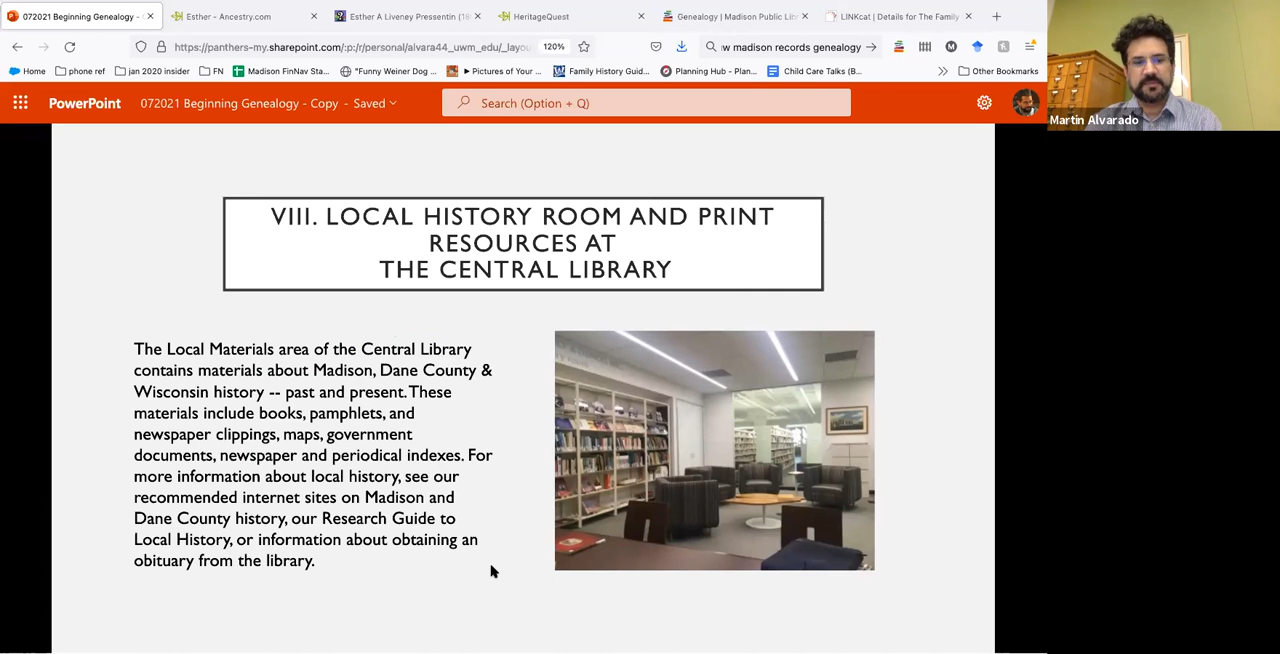 072021 Beginning Genealogy - C
Esther - Ancestry.com
Esther A Liveney Pressentin (18
HeritageQuest
Genealogy | Madison Public Lib
LINKcat | Details for The Family
https://panthers-my.sharepoint.com/:p:/r/personal/alvara44_uwm_edu/_layou
120%
w madison records genealogy
Home
phone ref
jan 2020 insider
FN
Madison FinNav Sta...
"Funny Weiner Dog ...
▸ Pictures of Your ...
Family History Guid...
Planning Hub - Plan...
Child Care Talks (B...
Other Bookmarks
PowerPoint
072021 Beginning Genealogy - Copy - Saved
Search (Option + Q)
Martin Alvarado
VIII. LOCAL HISTORY ROOM AND PRINT
RESOURCES AT
THE CENTRAL LIBRARY
The Local Materials area of the Central Library
contains materials about Madison, Dane County &
Wisconsin history -- past and present. These
materials include books, pamphlets, and
newspaper clippings, maps, government
documents, newspaper and periodical indexes. For
more information about local history, see our
recommended internet sites on Madison and
Dane County history, our Research Guide to
Local History, or information about obtaining an
obituary from the library.